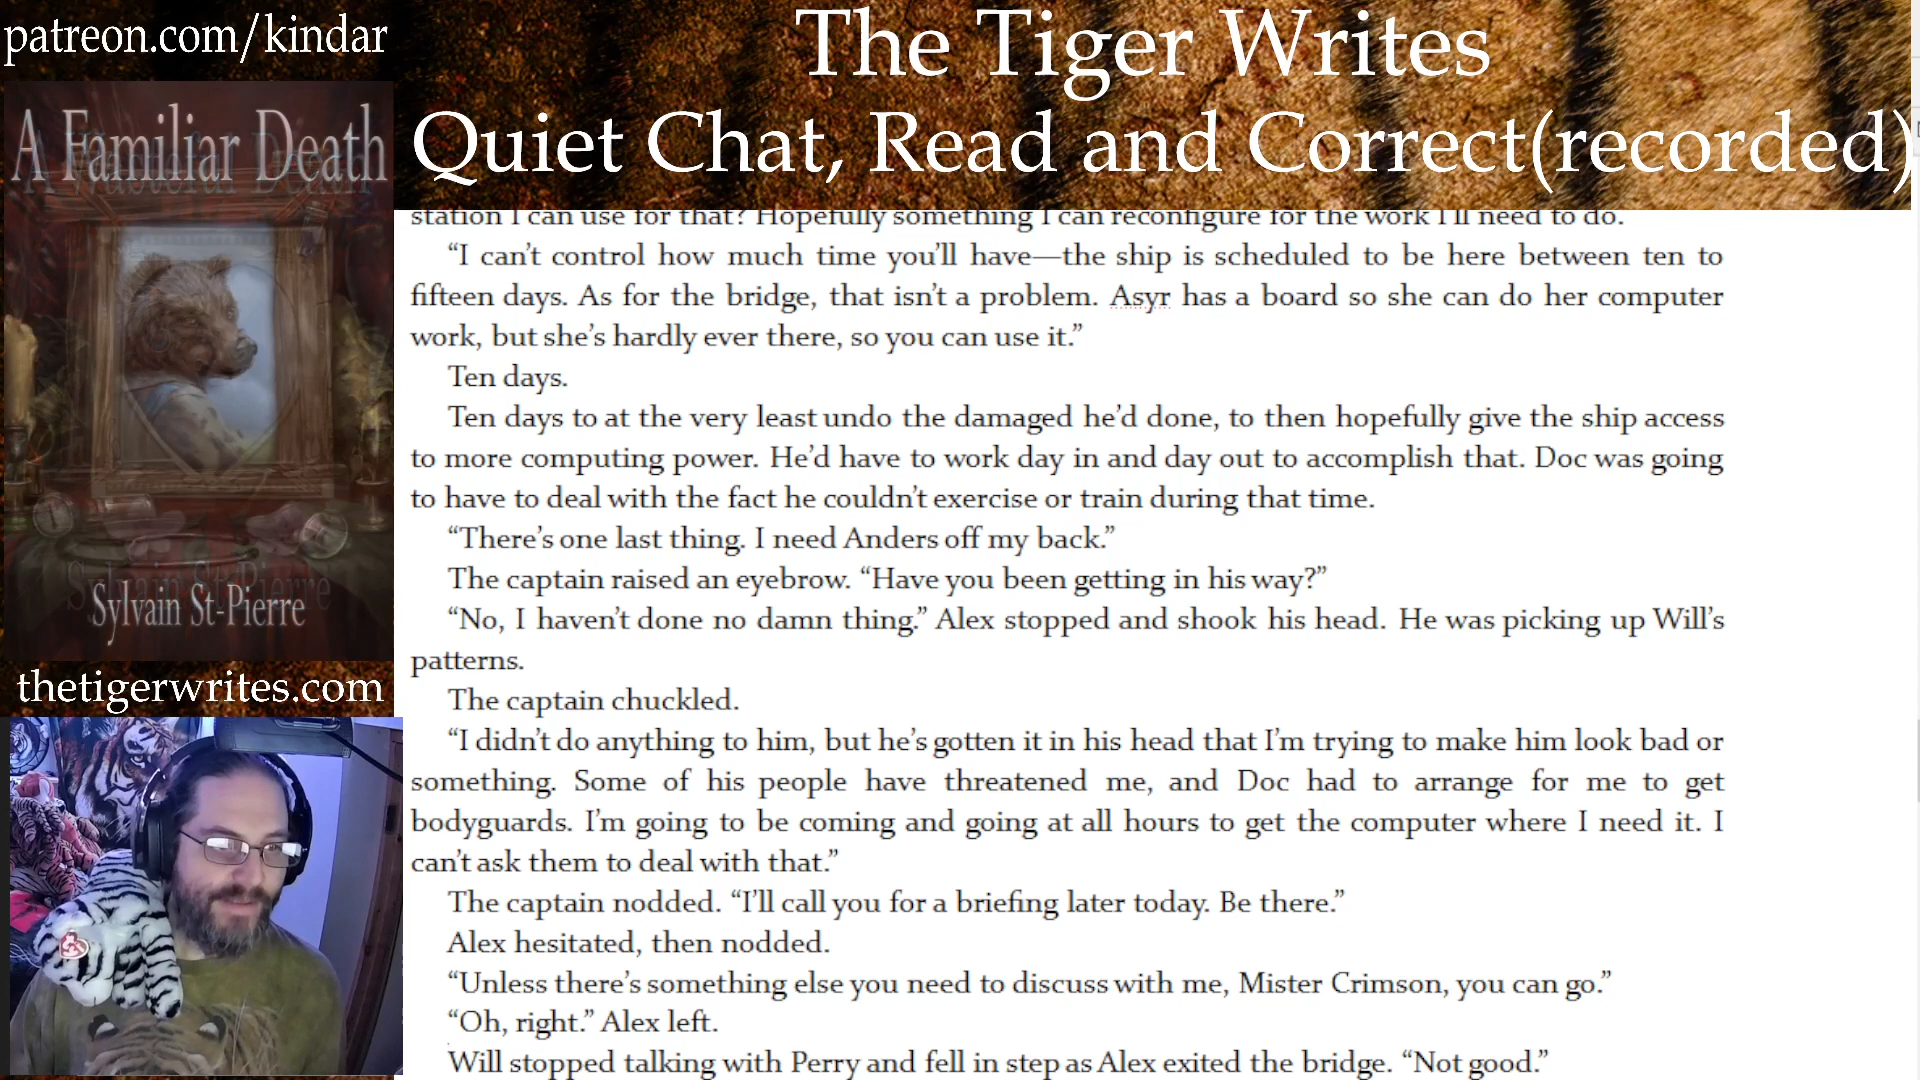 patreon.com/kindar
The Tiger Writes
Quiet Chat, Read and Correct(recorded)
A Familiar Death
Sylvain St-Pierre
thetigerwrites.com
station I can use for that? Hopefully something I can reconfigure for the work I'll need to do.
“I can't control how much time you'll have—the ship is scheduled to be here between ten to
fifteen days. As for the bridge, that isn't a problem. Asyr has a board so she can do her computer
work, but she's hardly ever there, so you can use it.”
Ten days.
Ten days to at the very least undo the damaged he'd done, to then hopefully give the ship access
to more computing power. He'd have to work day in and day out to accomplish that. Doc was going
to have to deal with the fact he couldn't exercise or train during that time.
“There's one last thing. I need Anders off my back.”
The captain raised an eyebrow. “Have you been getting in his way?”
“No, I haven't done no damn thing.” Alex stopped and shook his head. He was picking up Will's
patterns.
The captain chuckled.
“I didn't do anything to him, but he's gotten it in his head that I'm trying to make him look bad or
something. Some of his people have threatened me, and Doc had to arrange for me to get
bodyguards. I'm going to be coming and going at all hours to get the computer where I need it. I
can't ask them to deal with that.”
The captain nodded. “I'll call you for a briefing later today. Be there.”
Alex hesitated, then nodded.
“Unless there's something else you need to discuss with me, Mister Crimson, you can go.”
“Oh, right.” Alex left.
Will stopped talking with Perry and fell in step as Alex exited the bridge. “Not good.”